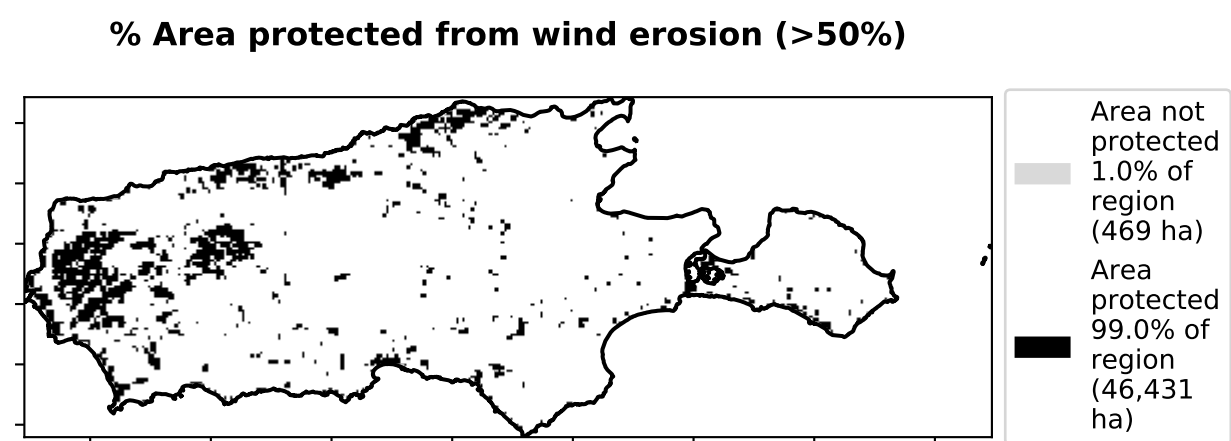 % Area protected from wind erosion (>50%)
Area not
protected
1.0% of
region
(469 ha)
Area
protected
99.0% of
region
(46,431
ha)